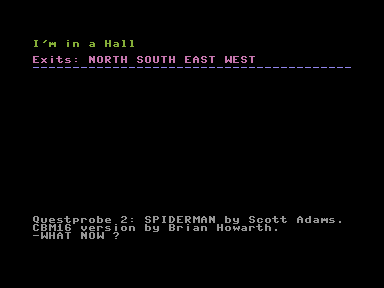 I'm in a Hall
Exits: NORTH SOUTH EAST WEST
----------------------------------------
Questprobe 2: SPIDERMAN by Scott Adams.
CBM16 version by Brian Howarth.
-WHAT NOW ?